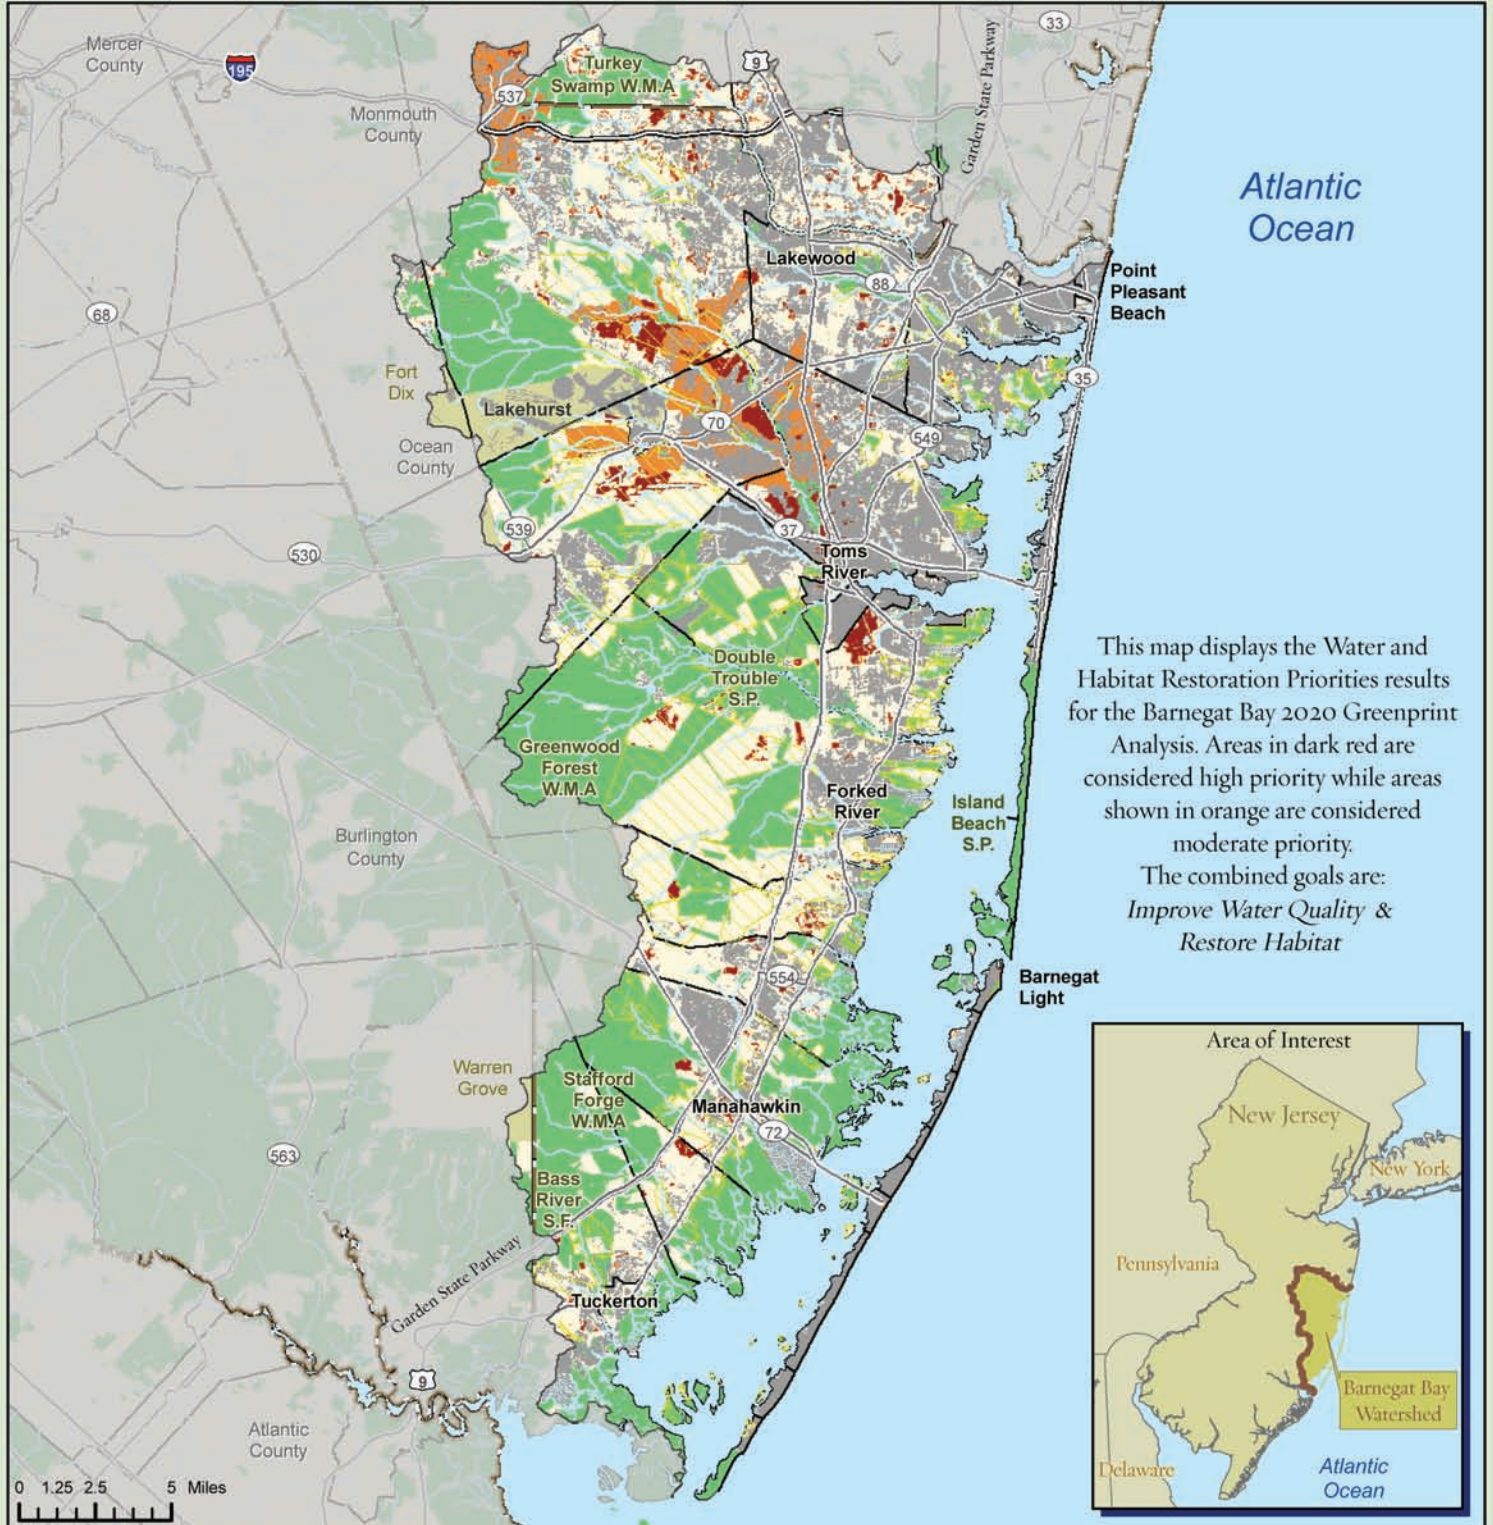 33
9
Mercer
County
195
Turkey
Swamp W.M.A
537
Garden State Parkway
Monmouth
County
Atlantic
Ocean
Lakewood
88
Point
Pleasant
Beach
68
Fort
Dix
35
Lakehurst
70
549
Ocean
County
539
37
530
Toms
River
Double
Trouble
S.P.
This map displays the Water and
Habitat Restoration Priorities results
for the Barnegat Bay 2020 Greenprint
Analysis. Areas in dark red are
considered high priority while areas
shown in orange are considered
moderate priority.
The combined goals are:
Improve Water Quality &
Restore Habitat
Greenwood
Forest
W.M.A
Forked
River
Island
Beach
S.P.
Burlington
County
554
Barnegat
Light
Warren
Grove
Stafford
Forge
W.M.A
Manahawkin
72
563
Bass
River
S.F.
Garden State Parkway
Tuckerton
9
Atlantic
County
0 1.25 2.5 5 Miles
Area of Interest
New Jersey
New York
Pennsylvania
Barnegat Bay
Watershed
Delaware
Atlantic
Ocean